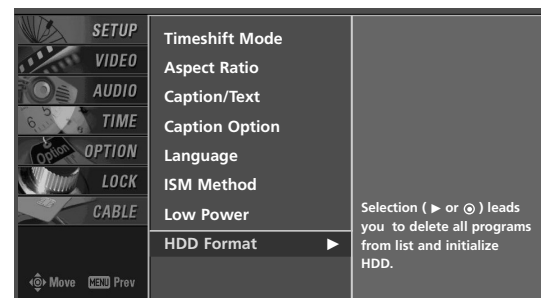 SETUP
VIDEO
AUDIO
TIME
OPTION
LOCK
CABLE
Move MENU Prev
Timeshift Mode
Aspect Ratio
Caption/Text
Caption Option
Language
ISM Method
Low Power
HDD Format ►
Selection ( ► or ⊙ ) leads
you to delete all programs
from list and initialize
HDD.